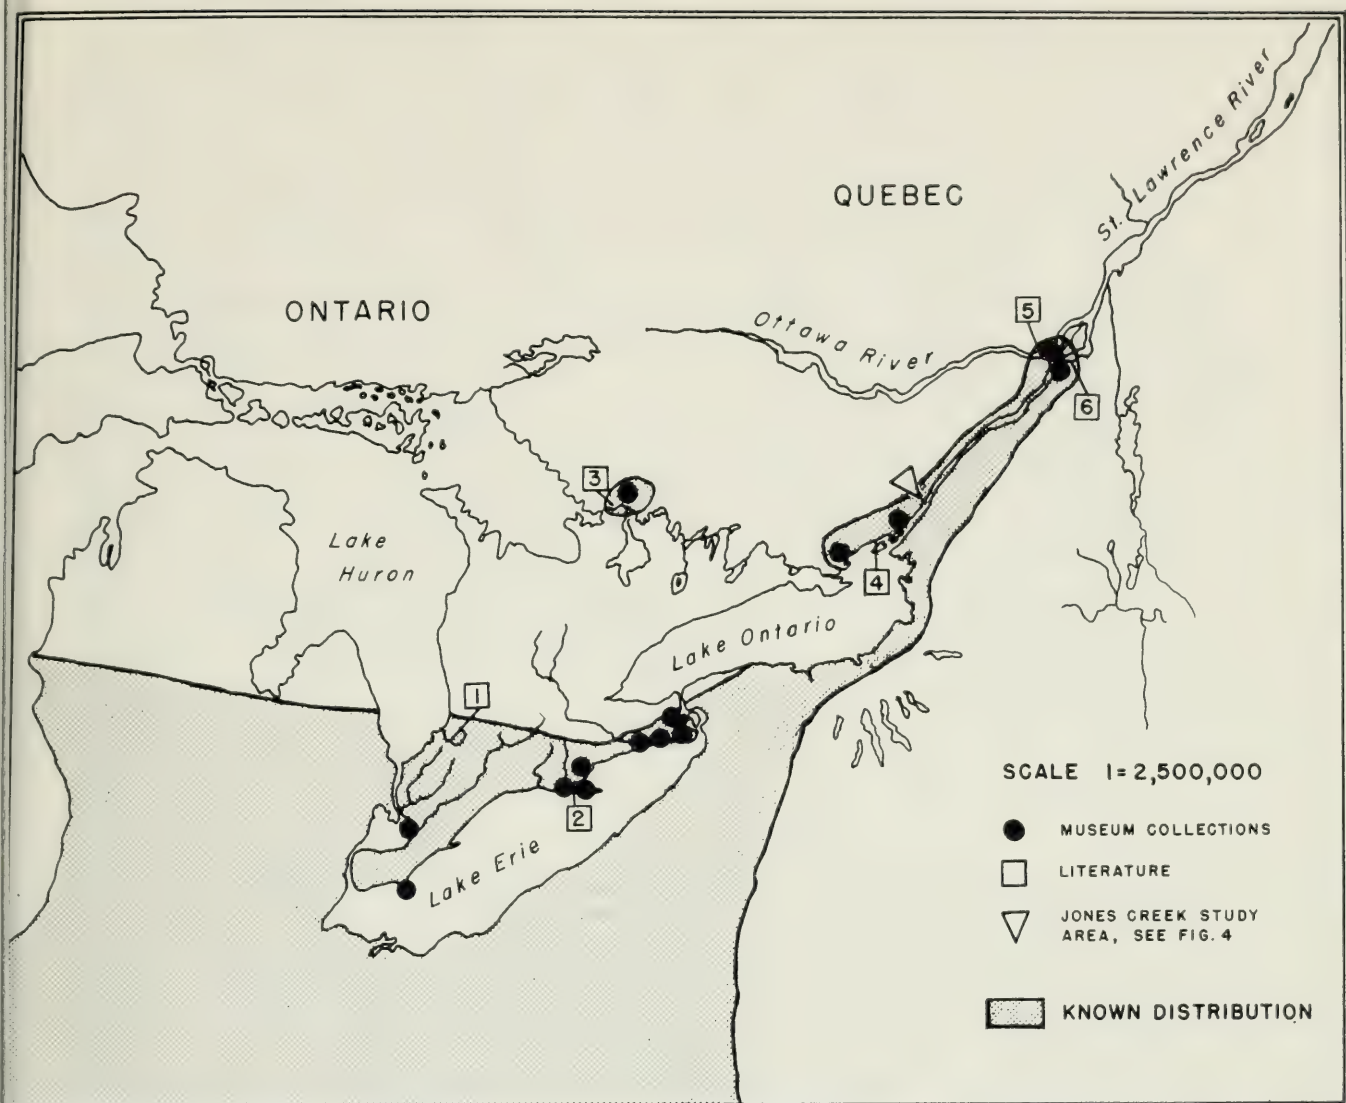 QUEBEC
St. Lawrence River
ONTARIO
Ottawa River
5
6
3
Lake
Huron
4
Lake Ontario
1
2
Lake Erie
SCALE 1=2,500,000
MUSEUM COLLECTIONS
LITERATURE
JONES CREEK STUDY
AREA, SEE FIG. 4
KNOWN DISTRIBUTION